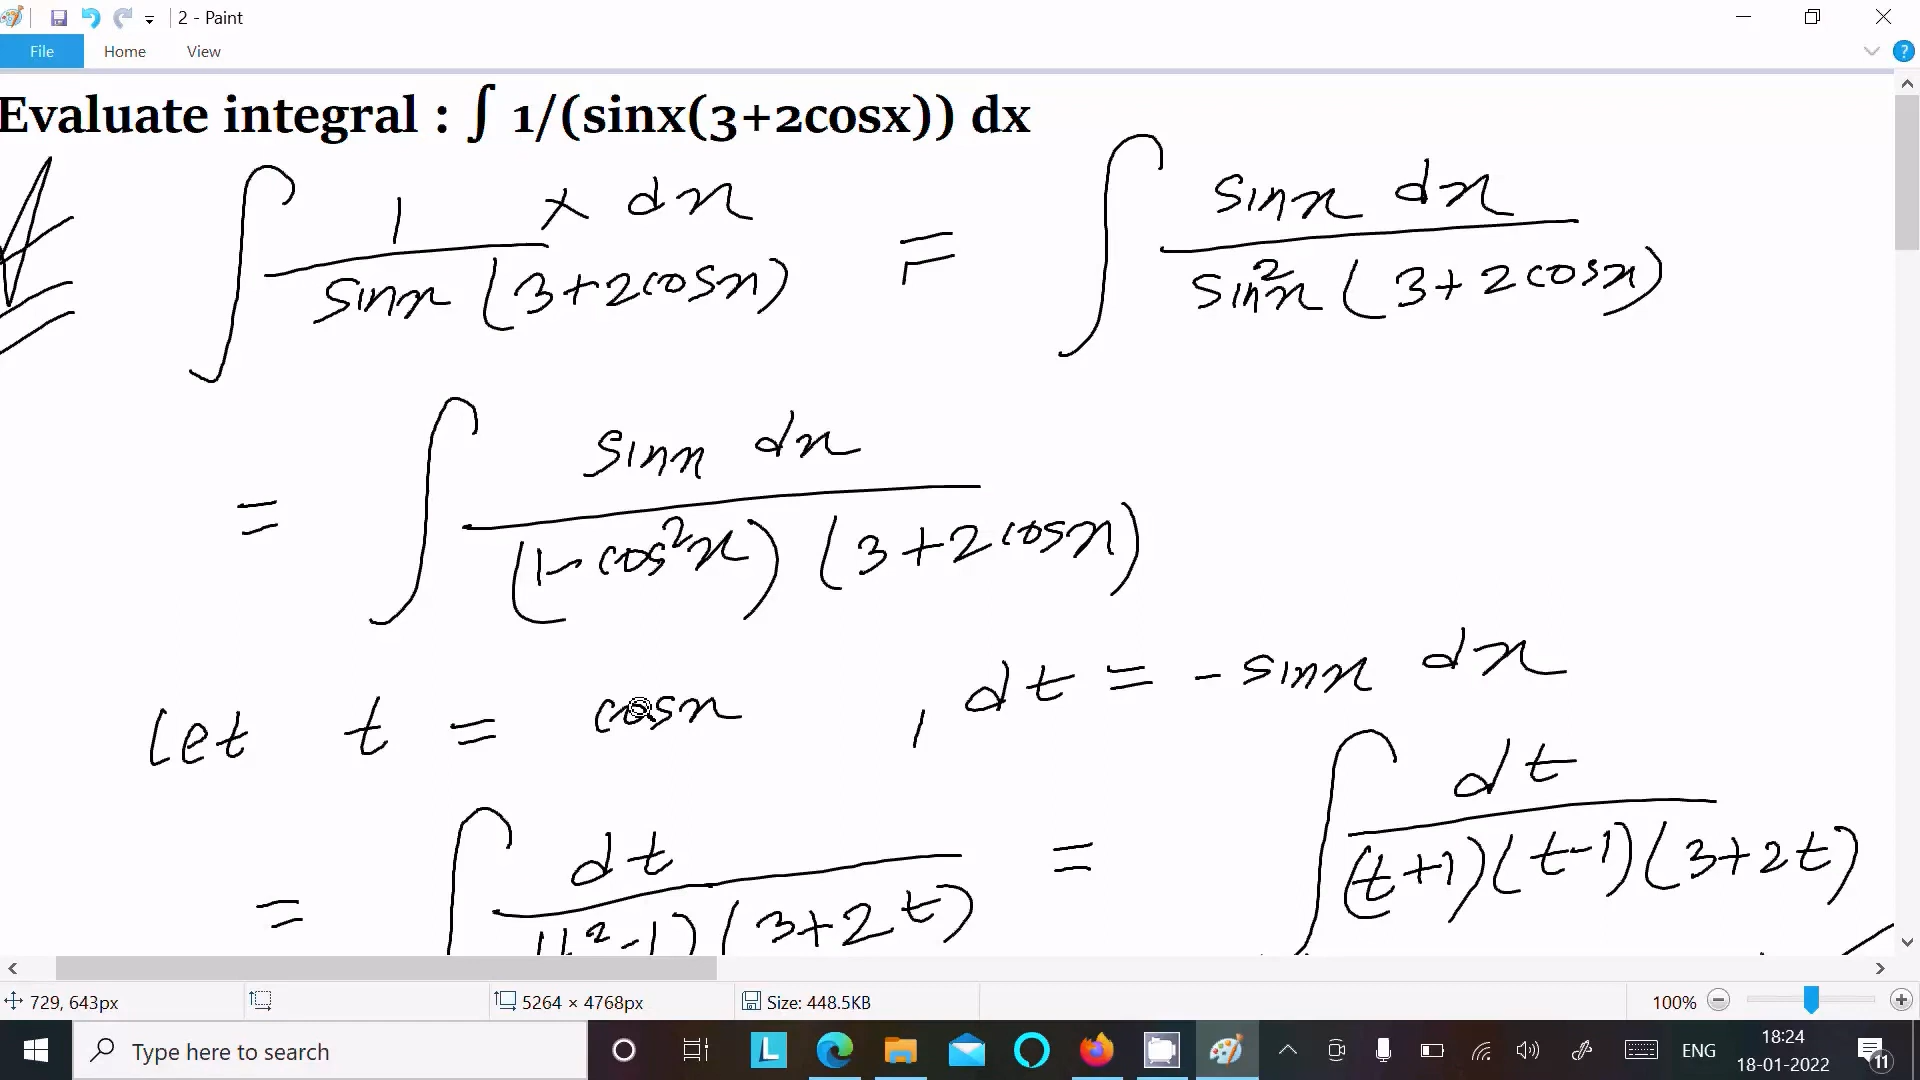 2 - Paint
File Home View
Evaluate integral : ∫ 1/(sinx(3+2cosx)) dx
∫ 1/(sinx (3+2cosx)) × dx = ∫ sinx dx/(sin²x (3+2cosx))
= ∫ sinx dx/((1-cos²x) (3+2cosx))
Let t = cosx , dt = - sinx dx
= ∫ dt/((t²-1)(3+2t)) = ∫ dt/((t+1)(t-1)(3+2t))
729, 643px 5264 × 4768px Size: 448.5KB 100%
Type here to search ENG 18:24
18-01-2022 11